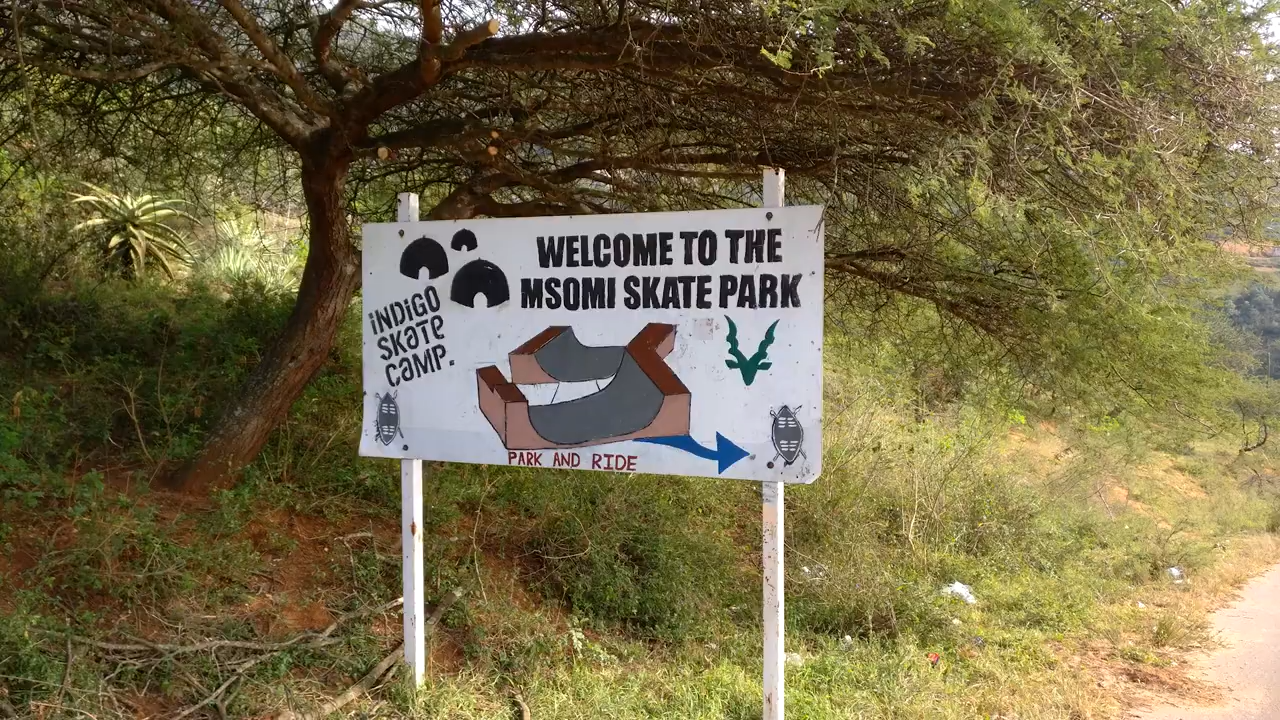 WELCOME TO THE
MSOMI SKATE PARK
iNDiGO
SKaTe
CaMP.
PARK AND RIDE